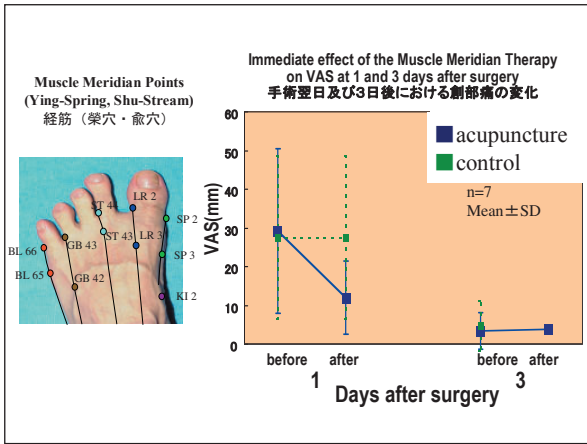 Muscle Meridian Points
(Ying-Spring, Shu-Stream)
経筋（榮穴・兪穴）
ST 44
LR 2
SP 2
GB 43
ST 43
LR 3
BL 66
SP 3
BL 65
GB 42
KI 2
Immediate effect of the Muscle Meridian Therapy
on VAS at 1 and 3 days after surgery
手術翌日及び3日後における創部痛の変化
acupuncture
control
n=7
Mean±SD
VAS(mm)
60
50
40
30
20
10
0
before after
before after
1
3
Days after surgery